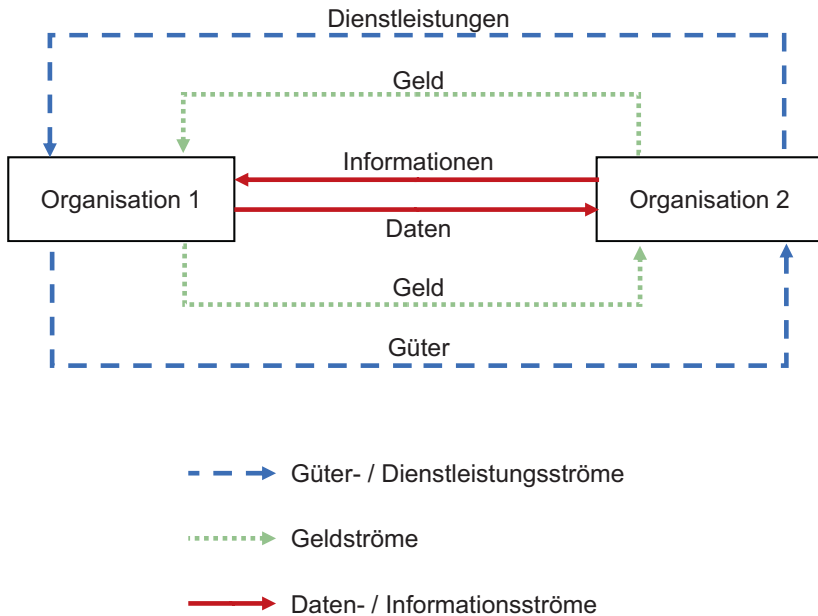 Dienstleistungen
Geld
Informationen
Organisation 1
Organisation 2
Daten
Geld
Güter
Güter- / Dienstleistungsströme
Geldströme
Daten- / Informationsströme